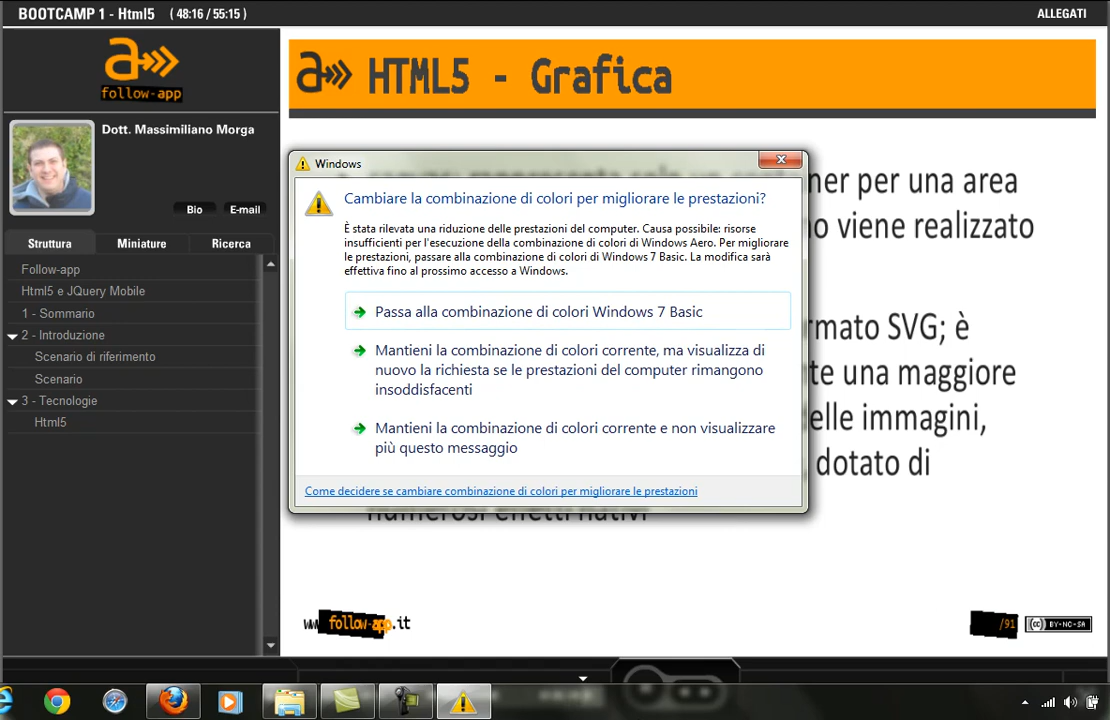 BOOTCAMP 1 - Html5 ( 48:16 / 55:15 )
ALLEGATI
follow-app
Dott. Massimiliano Morga
Bio
E-mail
Struttura
Miniature
Ricerca
Follow-app
Html5 e JQuery Mobile
1 - Sommario
2 - Introduzione
Scenario di riferimento
Scenario
3 - Tecnologie
Html5
HTML5 - Grafica
per una area
viene realizzato
SVG; è
una maggiore
immagini,
dotato di
numerosi effetti nativi
Windows
Cambiare la combinazione di colori per migliorare le prestazioni?
È stata rilevata una riduzione delle prestazioni del computer. Causa possibile: risorse
insufficienti per l'esecuzione della combinazione di colori di Windows Aero. Per migliorare
le prestazioni, passare alla combinazione di colori di Windows 7 Basic. La modifica sarà
effettiva fino al prossimo accesso a Windows.
Passa alla combinazione di colori Windows 7 Basic
Mantieni la combinazione di colori corrente, ma visualizza di
nuovo la richiesta se le prestazioni del computer rimangono
insoddisfacenti
Mantieni la combinazione di colori corrente e non visualizzare
più questo messaggio
Come decidere se cambiare combinazione di colori per migliorare le prestazioni
www.follow-app.it
/91
(cc) BY-NC-SA